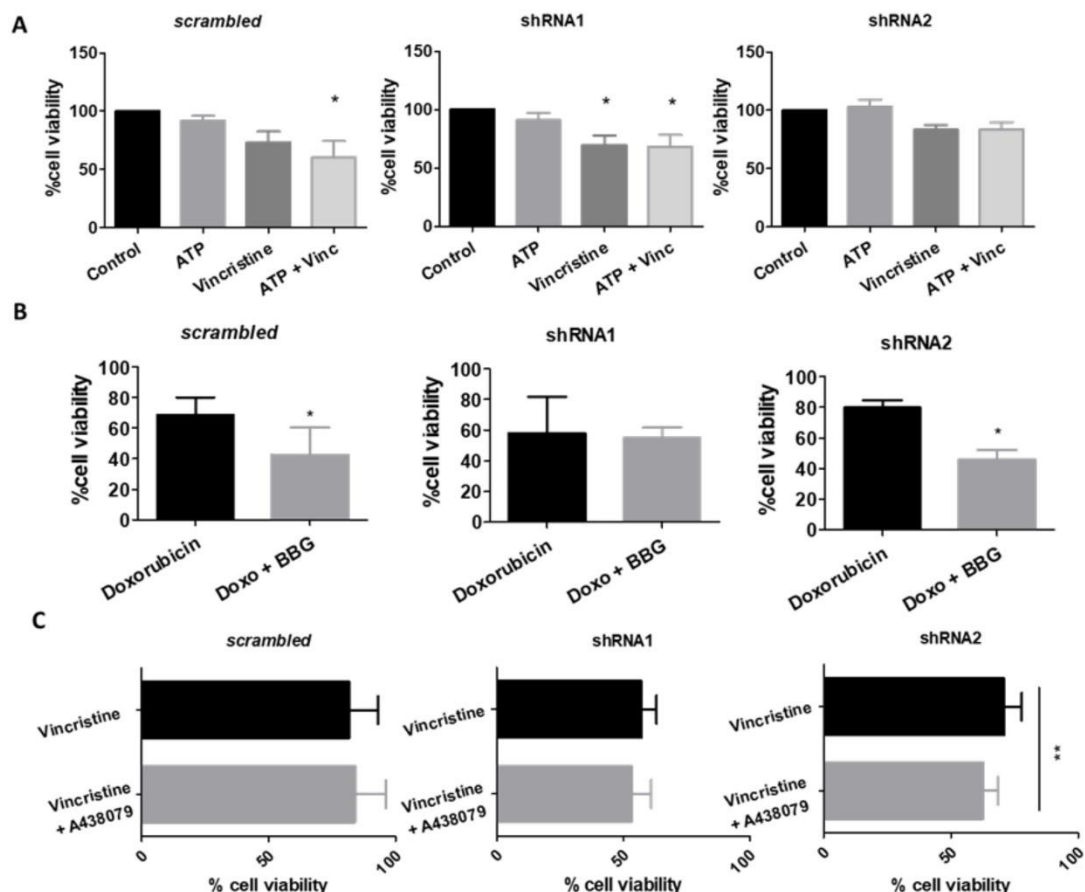 A
scrambled
shRNA1
shRNA2
%cell viability
150
100
50
0
*
Control
ATP
Vincristine
ATP + Vinc
%cell viability
150
100
50
0
*
*
Control
ATP
Vincristine
ATP + Vinc
%cell viability
150
100
50
0
Control
ATP
Vincristine
ATP + Vinc
B
scrambled
shRNA1
shRNA2
%cell viability
100
80
60
40
20
0
*
Doxorubicin
Doxo + BBG
%cell viability
100
80
60
40
20
0
Doxorubicin
Doxo + BBG
%cell viability
100
80
60
40
20
0
*
Doxorubicin
Doxo + BBG
C
scrambled
shRNA1
shRNA2
Vincristine
Vincristine
+ A438079
0
50
100
% cell viability
Vincristine
Vincristine
+ A438079
0
50
100
% cell viability
Vincristine
Vincristine
+ A438079
**
0
50
100
% cell viability